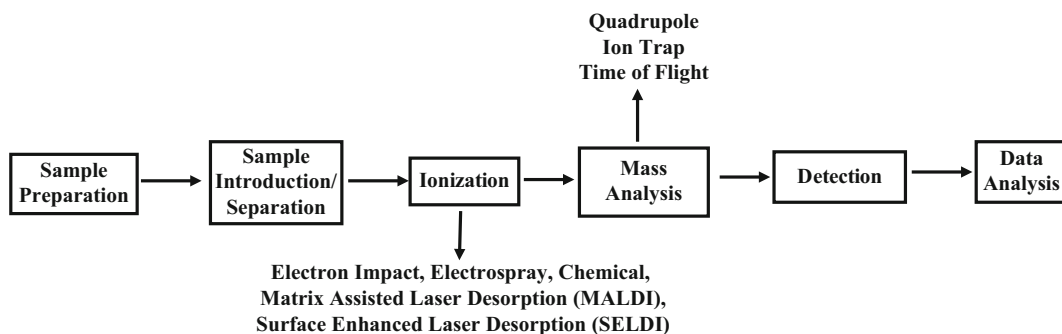 Quadrupole
Ion Trap
Time of Flight
Sample
Preparation
Sample
Introduction/
Separation
Ionization
Mass
Analysis
Detection
Data
Analysis
Electron Impact, Electrospray, Chemical,
Matrix Assisted Laser Desorption (MALDI),
Surface Enhanced Laser Desorption (SELDI)